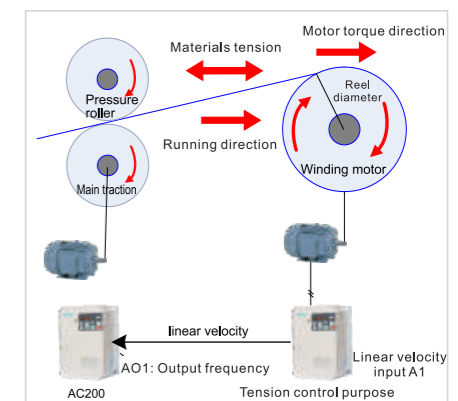 Motor torque direction
Materials tension
Pressure
roller
Reel
diameter
Running direction
Main traction
Winding motor
linear velocity
AO1: Output frequency
Linear velocity
input A1
AC200
Tension control purpose